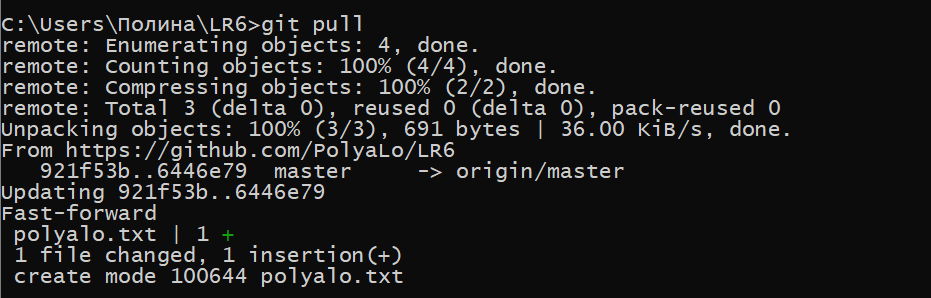 C:\Users\Полина\LR6>git pull
remote: Enumerating objects: 4, done.
remote: Counting objects: 100% (4/4), done.
remote: Compressing objects: 100% (2/2), done.
remote: Total 3 (delta 0), reused 0 (delta 0), pack-reused 0
Unpacking objects: 100% (3/3), 691 bytes | 36.00 KiB/s, done.
From https://github.com/PolyaLo/LR6
   921f53b..6446e79  master     -> origin/master
Updating 921f53b..6446e79
Fast-forward
 polyalo.txt | 1 +
 1 file changed, 1 insertion(+)
 create mode 100644 polyalo.txt